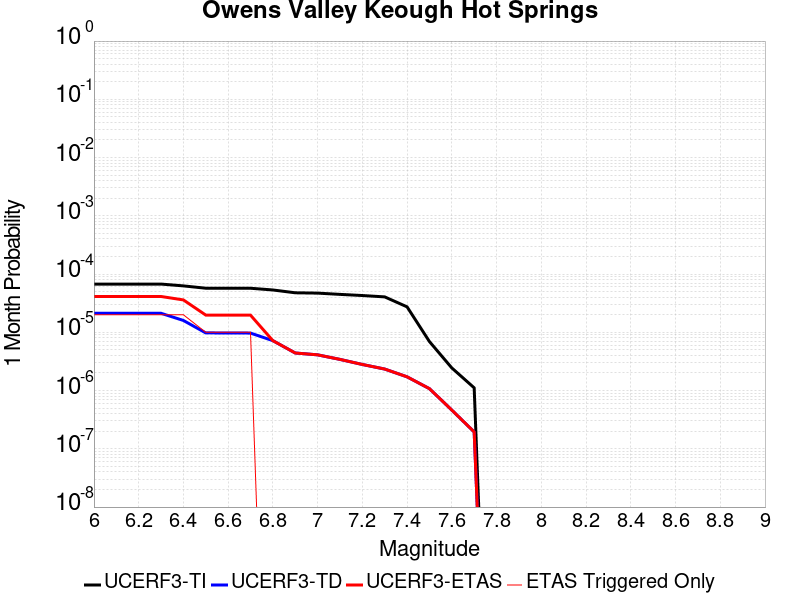 Owens Valley Keough Hot Springs
10^0
10^-1
10^-2
10^-3
10^-4
10^-5
10^-6
10^-7
10^-8
1 Month Probability
6 6.2 6.4 6.6 6.8 7 7.2 7.4 7.6 7.8 8 8.2 8.4 8.6 8.8 9
Magnitude
UCERF3-TI UCERF3-TD UCERF3-ETAS ETAS Triggered Only